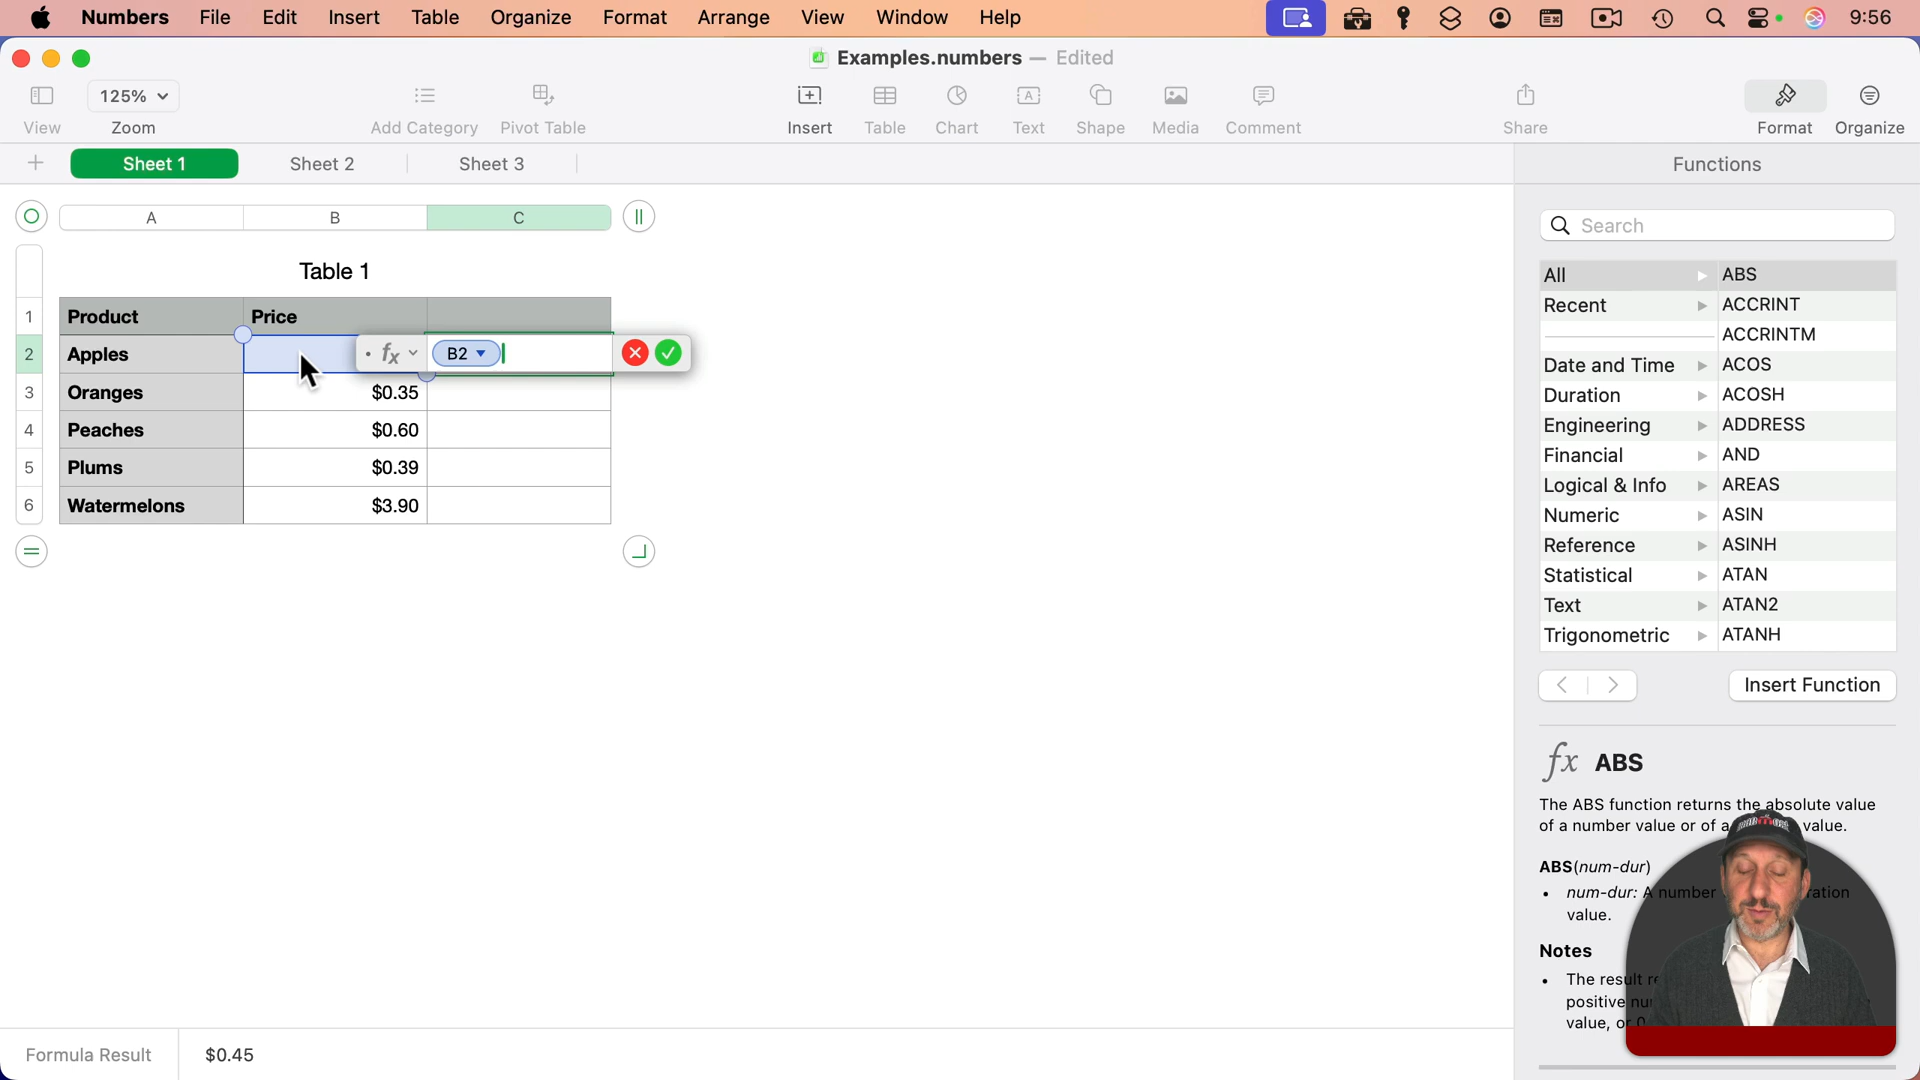 Numbers File Edit Insert Table Organize Format Arrange View Window Help 9:56
Examples.numbers — Edited
125%
View Zoom Add Category Pivot Table Insert Table Chart Text Shape Media Comment Share Format Organize
+ Sheet 1 Sheet 2 Sheet 3 Functions
A B C
Search
Table 1
1 Product Price
2 Apples fx B2
3 Oranges $0.35
4 Peaches $0.60
5 Plums $0.39
6 Watermelons $3.90
All ABS
Recent ACCRINT
ACCRINTM
Date and Time ACOS
Duration ACOSH
Engineering ADDRESS
Financial AND
Logical & Info AREAS
Numeric ASIN
Reference ASINH
Statistical ATAN
Text ATAN2
Trigonometric ATANH
Insert Function
fx ABS
The ABS function returns the absolute value
of a number value or of a value.
ABS(num-dur)
• num-dur: A number
value.
Notes
• The result
positive
value, or 0
Formula Result $0.45